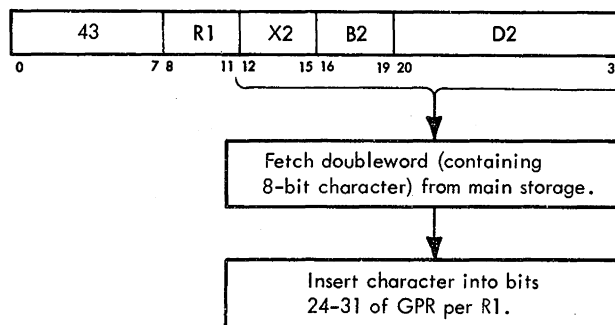 43 R1 X2 B2 D2
0 7 8 11 12 15 16 19 20 3
Fetch doubleword (containing
8-bit character) from main storage.
Insert character into bits
24-31 of GPR per R1.